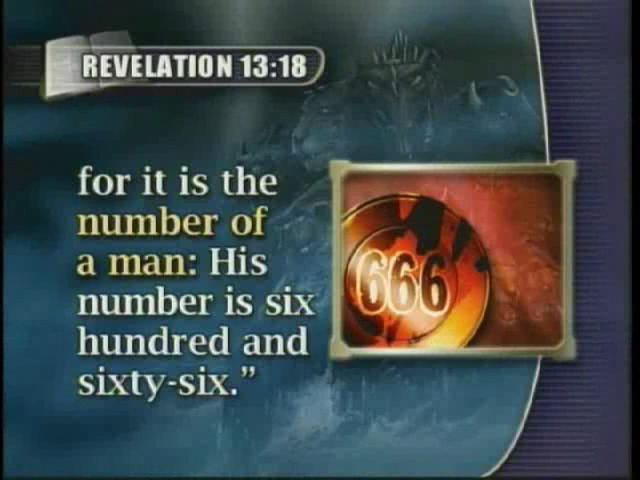 REVELATION 13:18
for it is the
number of
a man: His
number is six
hundred and
sixty-six.”
666